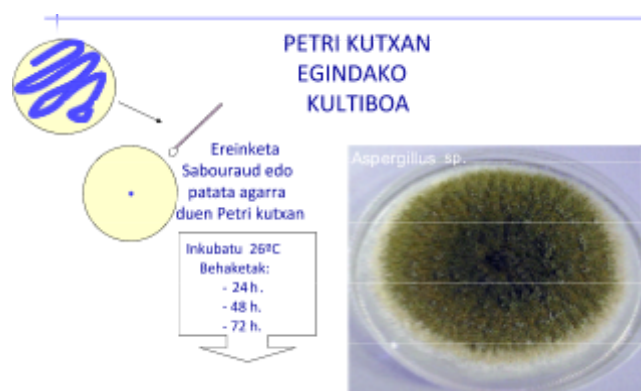 PETRI KUTXAN
EGINDAKO
KULTIBOA
Ereinketa
Sabouraud edo
patata agarra
duen Petri kutxan
Inkubatu 26ºC
Behaketak:
- 24 h.
- 48 h.
- 72 h.
Aspergillus sp.